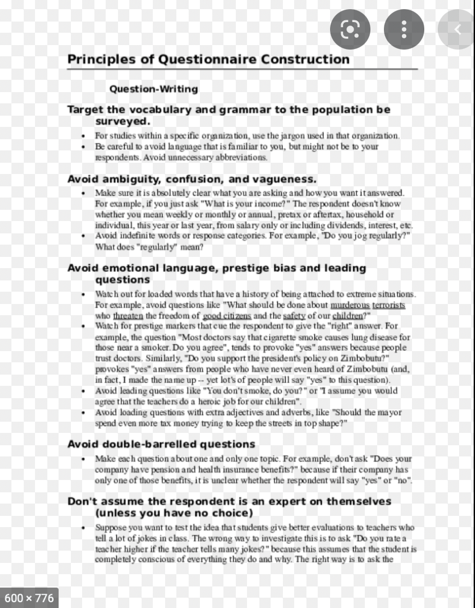 Principles of Questionnaire Construction
Question-Writing
Target the vocabulary and grammar to the population be
surveyed.
• For studies within a specific organization, use the jargon used in that organization.
• Be careful to avoid language that is familiar to you, but might not be to your
respondents. Avoid unnecessary abbreviations.
Avoid ambiguity, confusion, and vagueness.
• Make sure it is absolutely clear what you are asking and how you want it answered.
For example, if you just ask "What is your income?" The respondent doesn't know
whether you mean weekly or monthly or annual, pretax or aftertax, household or
individual, this year or last year, from salary only or including dividends, interest, etc.
• Avoid indefinite words or response categories. For example, "Do you jog regularly?"
What does "regularly" mean?
Avoid emotional language, prestige bias and leading
questions
• Watch out for loaded words that have a history of being attached to extreme situations.
For example, avoid questions like "What should be done about murderous terrorists
who threaten the freedom of good citizens and the safety of our children?"
• Watch for prestige markers that cue the respondent to give the "right" answer. For
example, the question "Most doctors say that cigarette smoke causes lung disease for
those near a smoker. Do you agree", tends to provoke "yes" answers because people
trust doctors. Similarly, "Do you support the president's policy on Zimbobutu?"
provokes "yes" answers from people who have never even heard of Zimbobutu (and,
in fact, I made the name up – yet lot's of people will say "yes" to this question).
• Avoid leading questions like "You don't smoke, do you?" or "I assume you would
agree that the teachers do a heroic job for our children".
• Avoid loading questions with extra adjectives and adverbs, like "Should the mayor
spend even more tax money trying to keep the streets in top shape?"
Avoid double-barrelled questions
• Make each question about one and only one topic. For example, don't ask "Does your
company have pension and health insurance benefits?" because if their company has
only one of those benefits, it is unclear whether the respondent will say "yes" or "no".
Don't assume the respondent is an expert on themselves
(unless you have no choice)
• Suppose you want to test the idea that students give better evaluations to teachers who
tell a lot of jokes in class. The wrong way to investigate this is to ask "Do you rate a
teacher higher if the teacher tells many jokes?" because this assumes that the student is
completely conscious of everything they do and why. The right way is to ask the
600 × 776